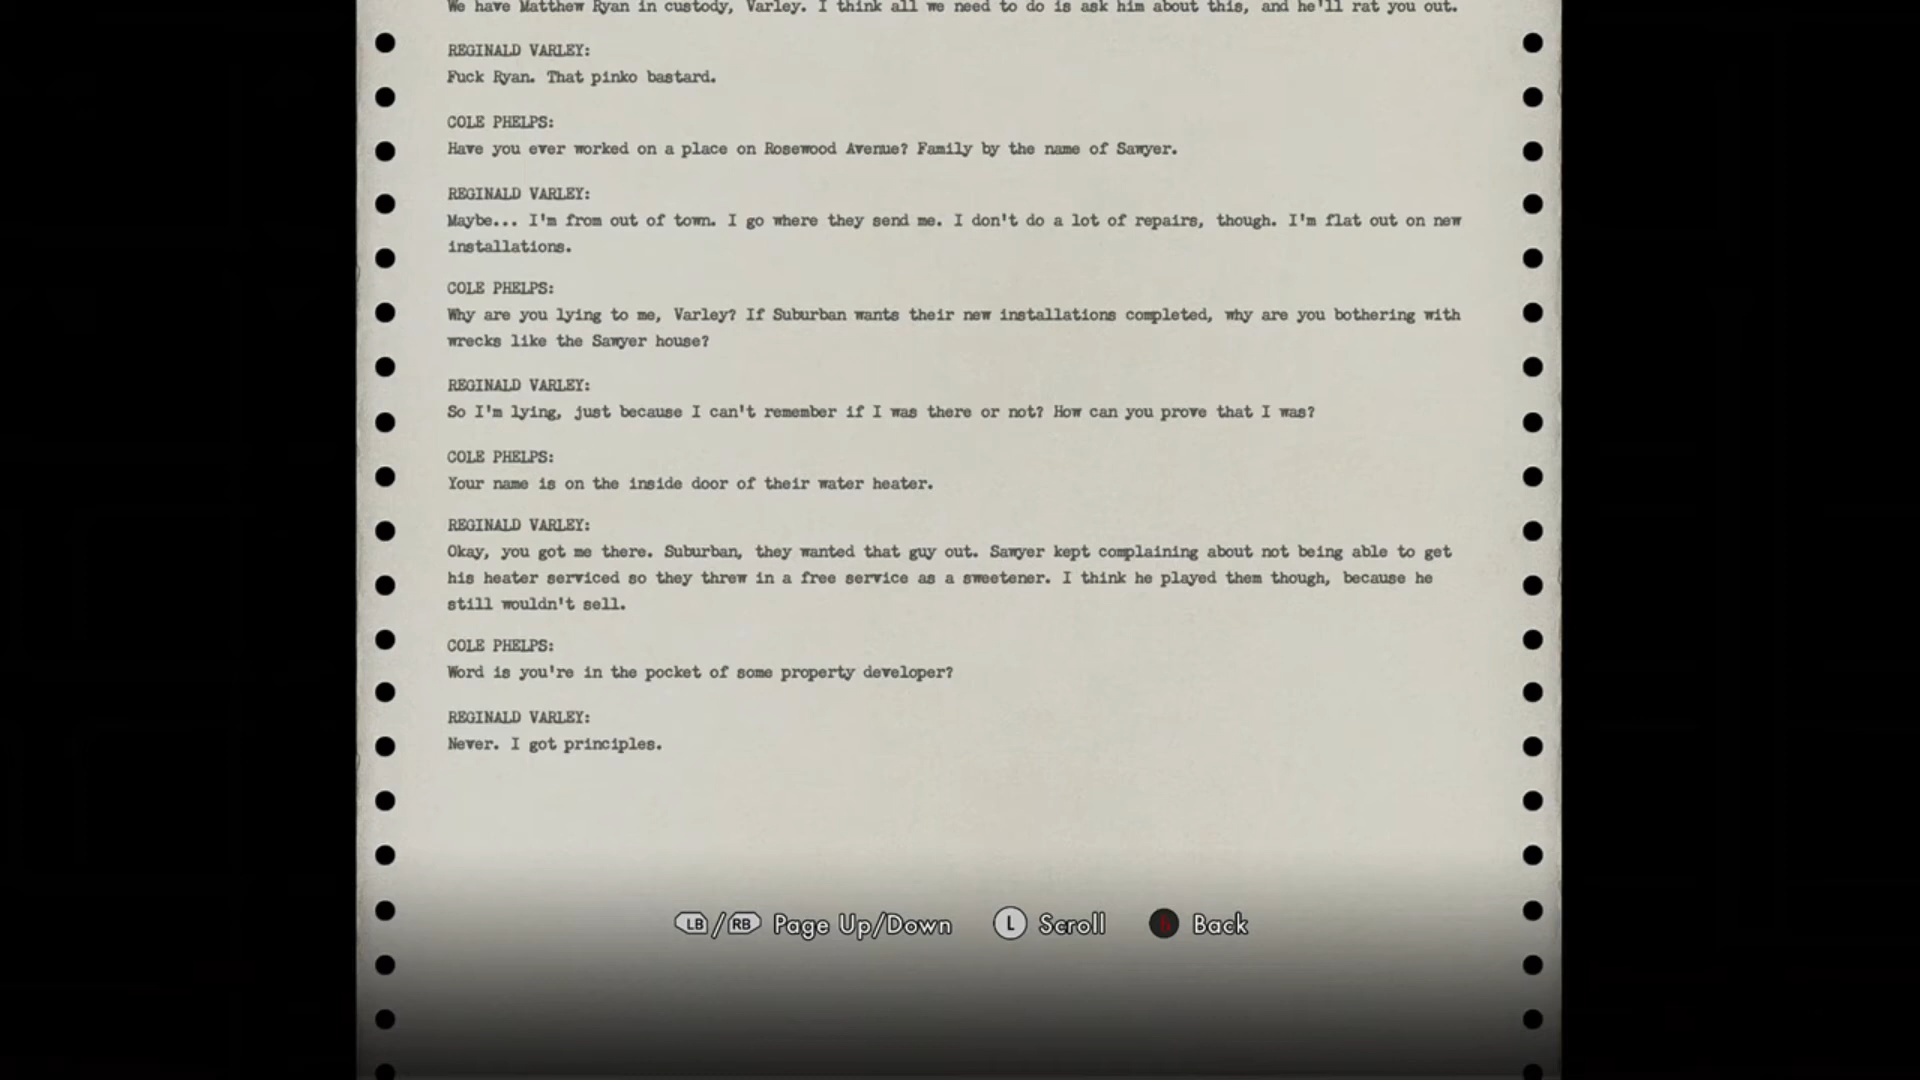 We have Matthew Ryan in custody, Varley. I think all we need to do is ask him about this, and he'll rat you out.
REGINALD VARLEY:
Fuck Ryan. That pinko bastard.
COLE PHELPS:
Have you ever worked on a place on Rosewood Avenue? Family by the name of Sawyer.
REGINALD VARLEY:
Maybe... I'm from out of town. I go where they send me. I don't do a lot of repairs, though. I'm flat out on new
installations.
COLE PHELPS:
Why are you lying to me, Varley? If Suburban wants their new installations completed, why are you bothering with
wrecks like the Sawyer house?
REGINALD VARLEY:
So I'm lying, just because I can't remember if I was there or not? How can you prove that I was?
COLE PHELPS:
Your name is on the inside door of their water heater.
REGINALD VARLEY:
Okay, you got me there. Suburban, they wanted that guy out. Sawyer kept complaining about not being able to get
his heater serviced so they threw in a free service as a sweetener. I think he played them though, because he
still wouldn't sell.
COLE PHELPS:
Word is you're in the pocket of some property developer?
REGINALD VARLEY:
Never. I got principles.
LB / RB Page Up/Down L Scroll b Back